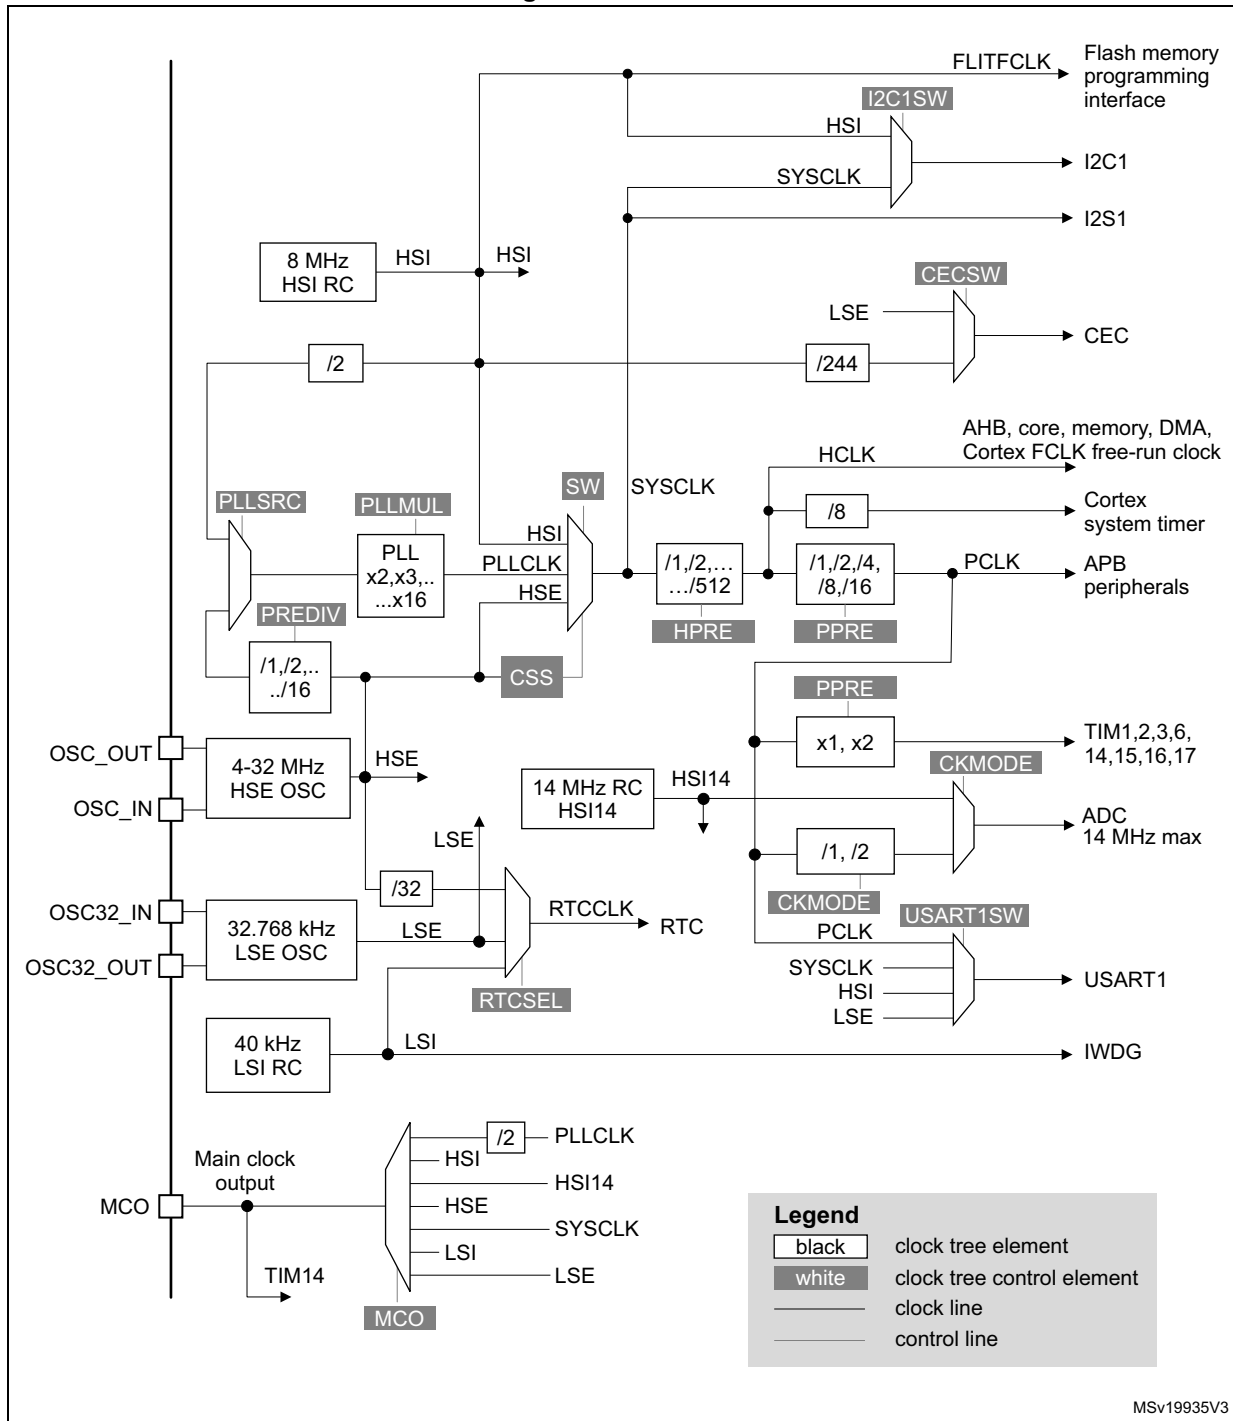 FLITFCLK
Flash memory
programming
interface
I2C1SW
HSI
I2C1
SYSCLK
I2S1
8 MHz
HSI RC
HSI
HSI
CECSW
LSE
CEC
/2
/244
AHB, core, memory, DMA,
Cortex FCLK free-run clock
HCLK
SW
SYSCLK
/8
Cortex
system timer
PLLSRC
PLLMUL
HSI
PLL
x2,x3,..
...x16
PLLCLK
HSE
/1,/2,…
…/512
HPRE
/1,/2,/4,
/8,/16
PPRE
PCLK
APB
peripherals
PREDIV
/1,/2,..
../16
CSS
PPRE
x1, x2
TIM1,2,3,6,
14,15,16,17
OSC_OUT
OSC_IN
4-32 MHz
HSE OSC
HSE
14 MHz RC
HSI14
HSI14
CKMODE
ADC
14 MHz max
/1, /2
CKMODE
LSE
/32
OSC32_IN
OSC32_OUT
32.768 kHz
LSE OSC
LSE
RTCCLK
RTC
RTCSEL
USART1SW
PCLK
SYSCLK
HSI
LSE
USART1
40 kHz
LSI RC
LSI
IWDG
/2
PLLCLK
HSI
HSI14
HSE
SYSCLK
LSI
LSE
Main clock
output
MCO
TIM14
MCO
Legend
black
clock tree element
white
clock tree control element
clock line
control line
MSv19935V3